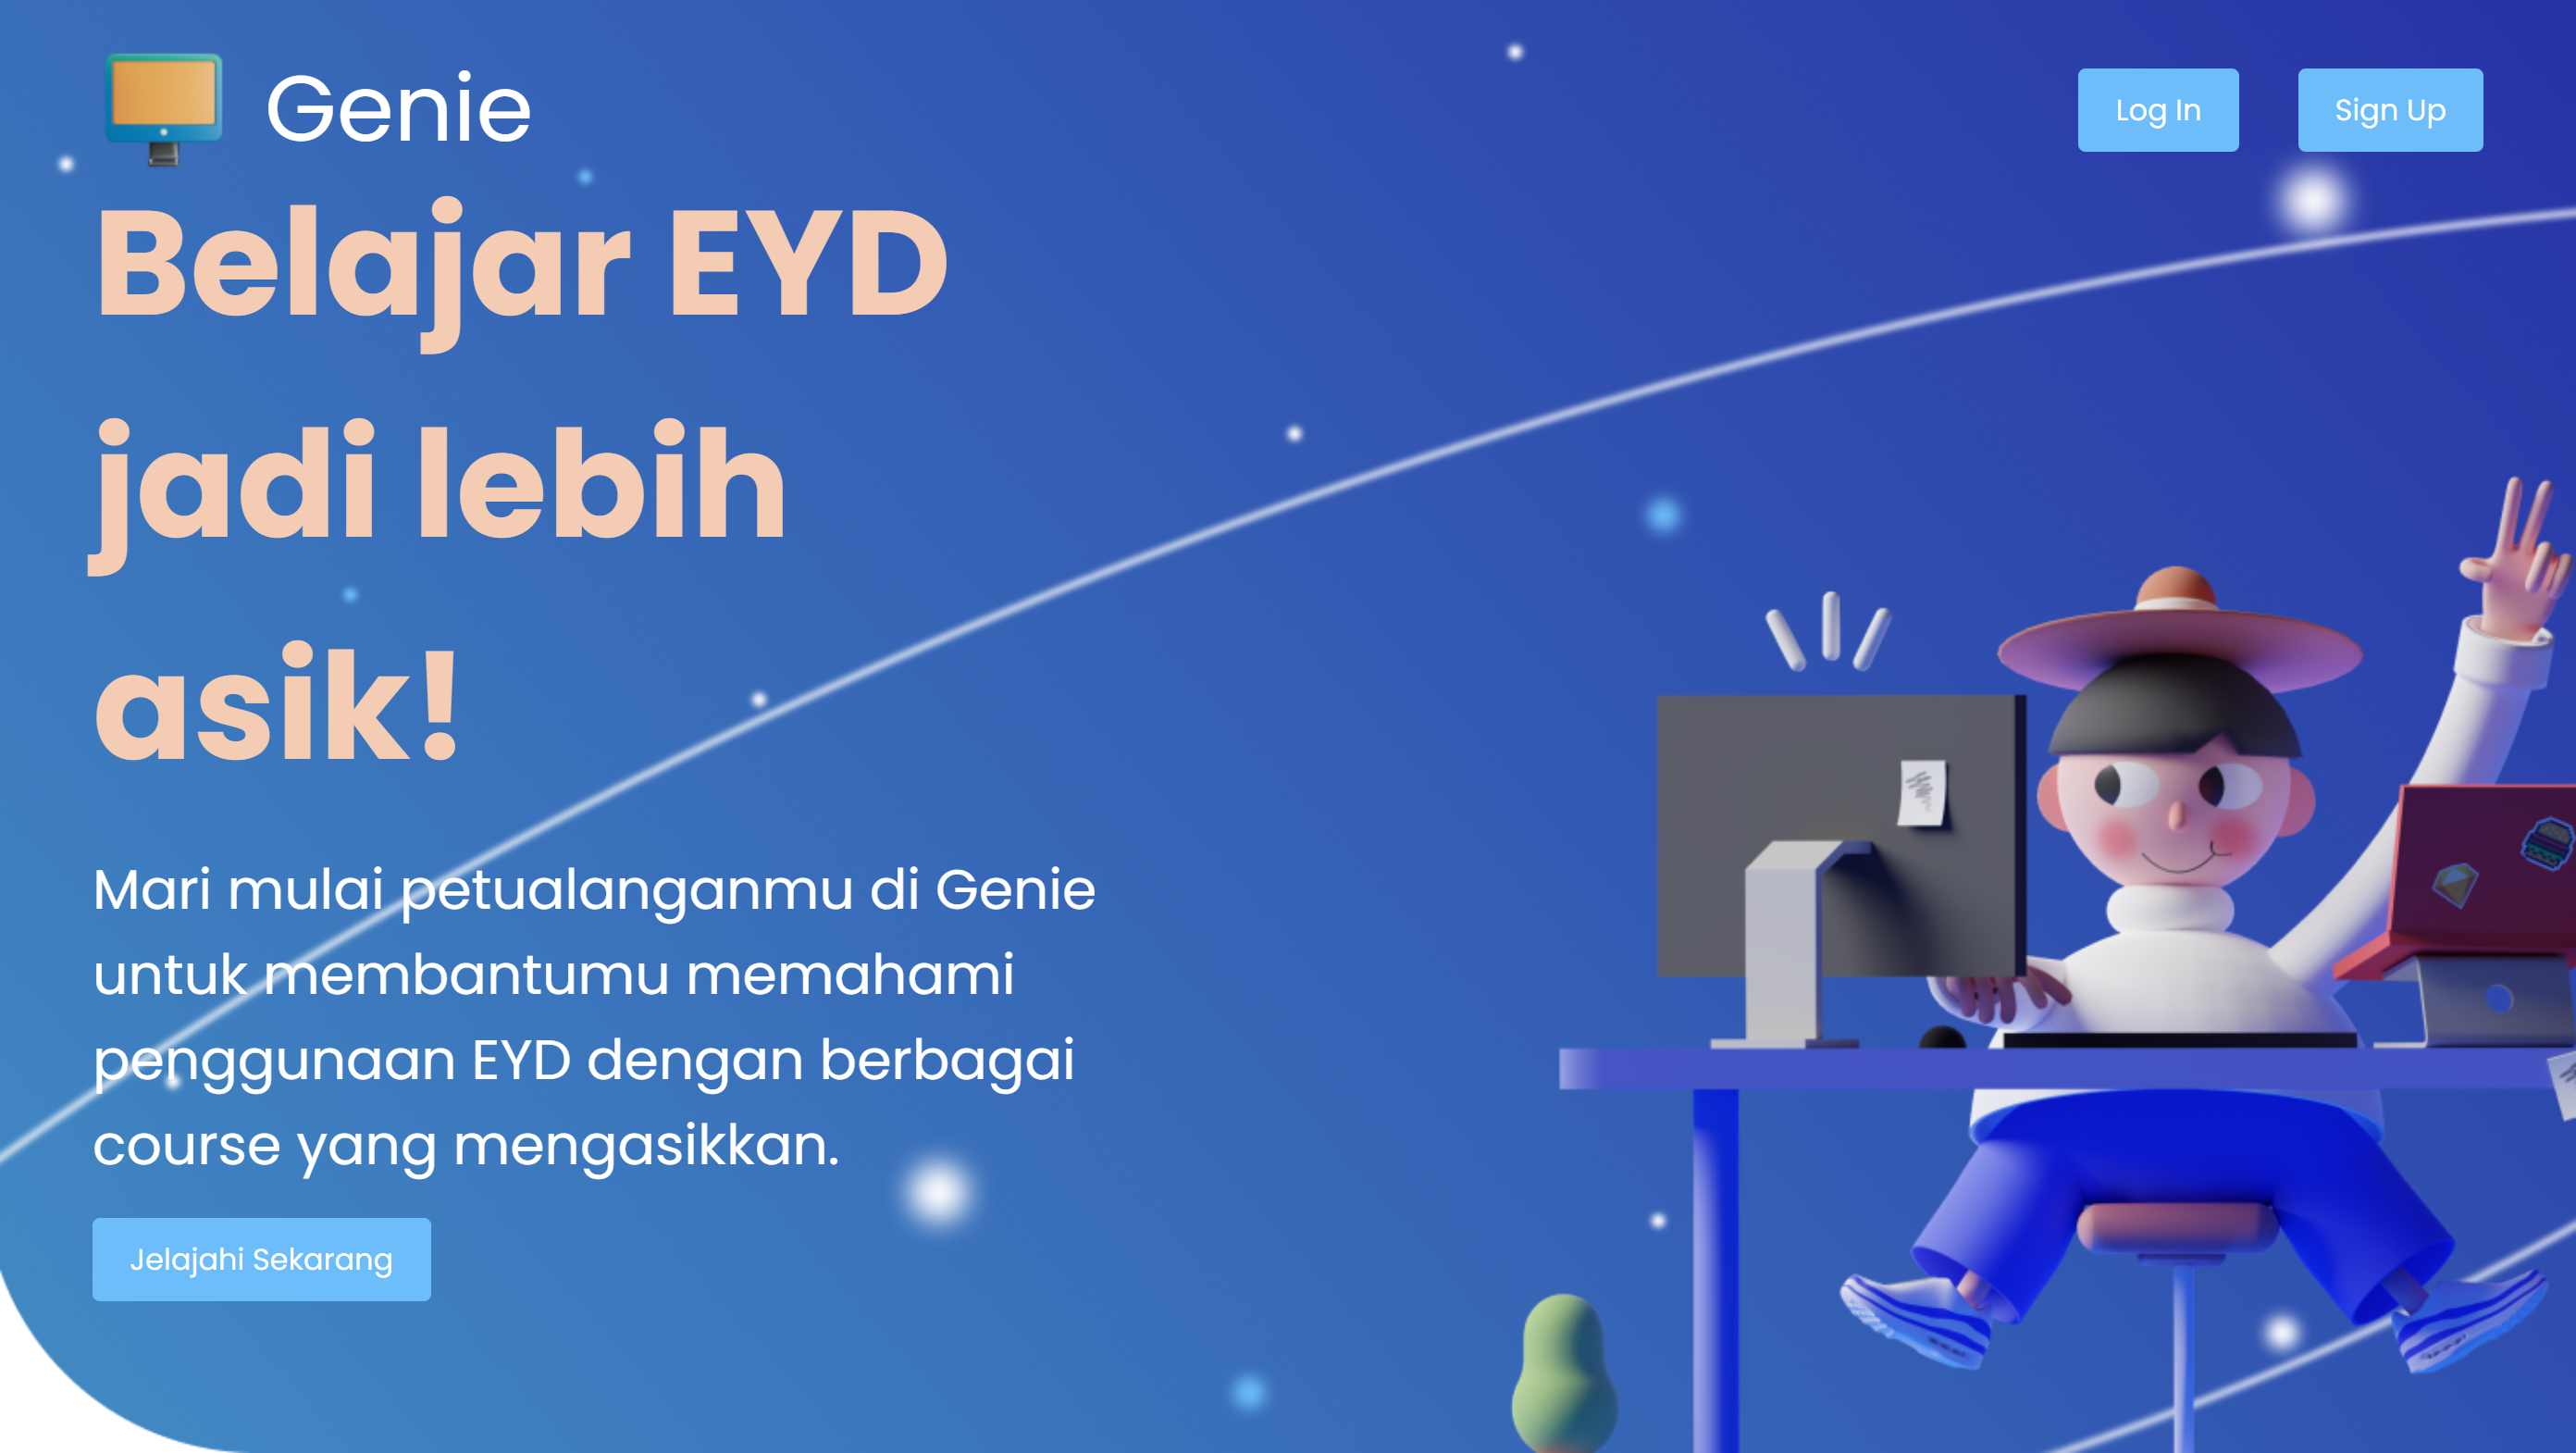 Genie
Log In
Sign Up
Belajar EYD
jadi lebih
asik!
Mari mulai petualanganmu di Genie
untuk membantumu memahami
penggunaan EYD dengan berbagai
course yang mengasikkan.
Jelajahi Sekarang